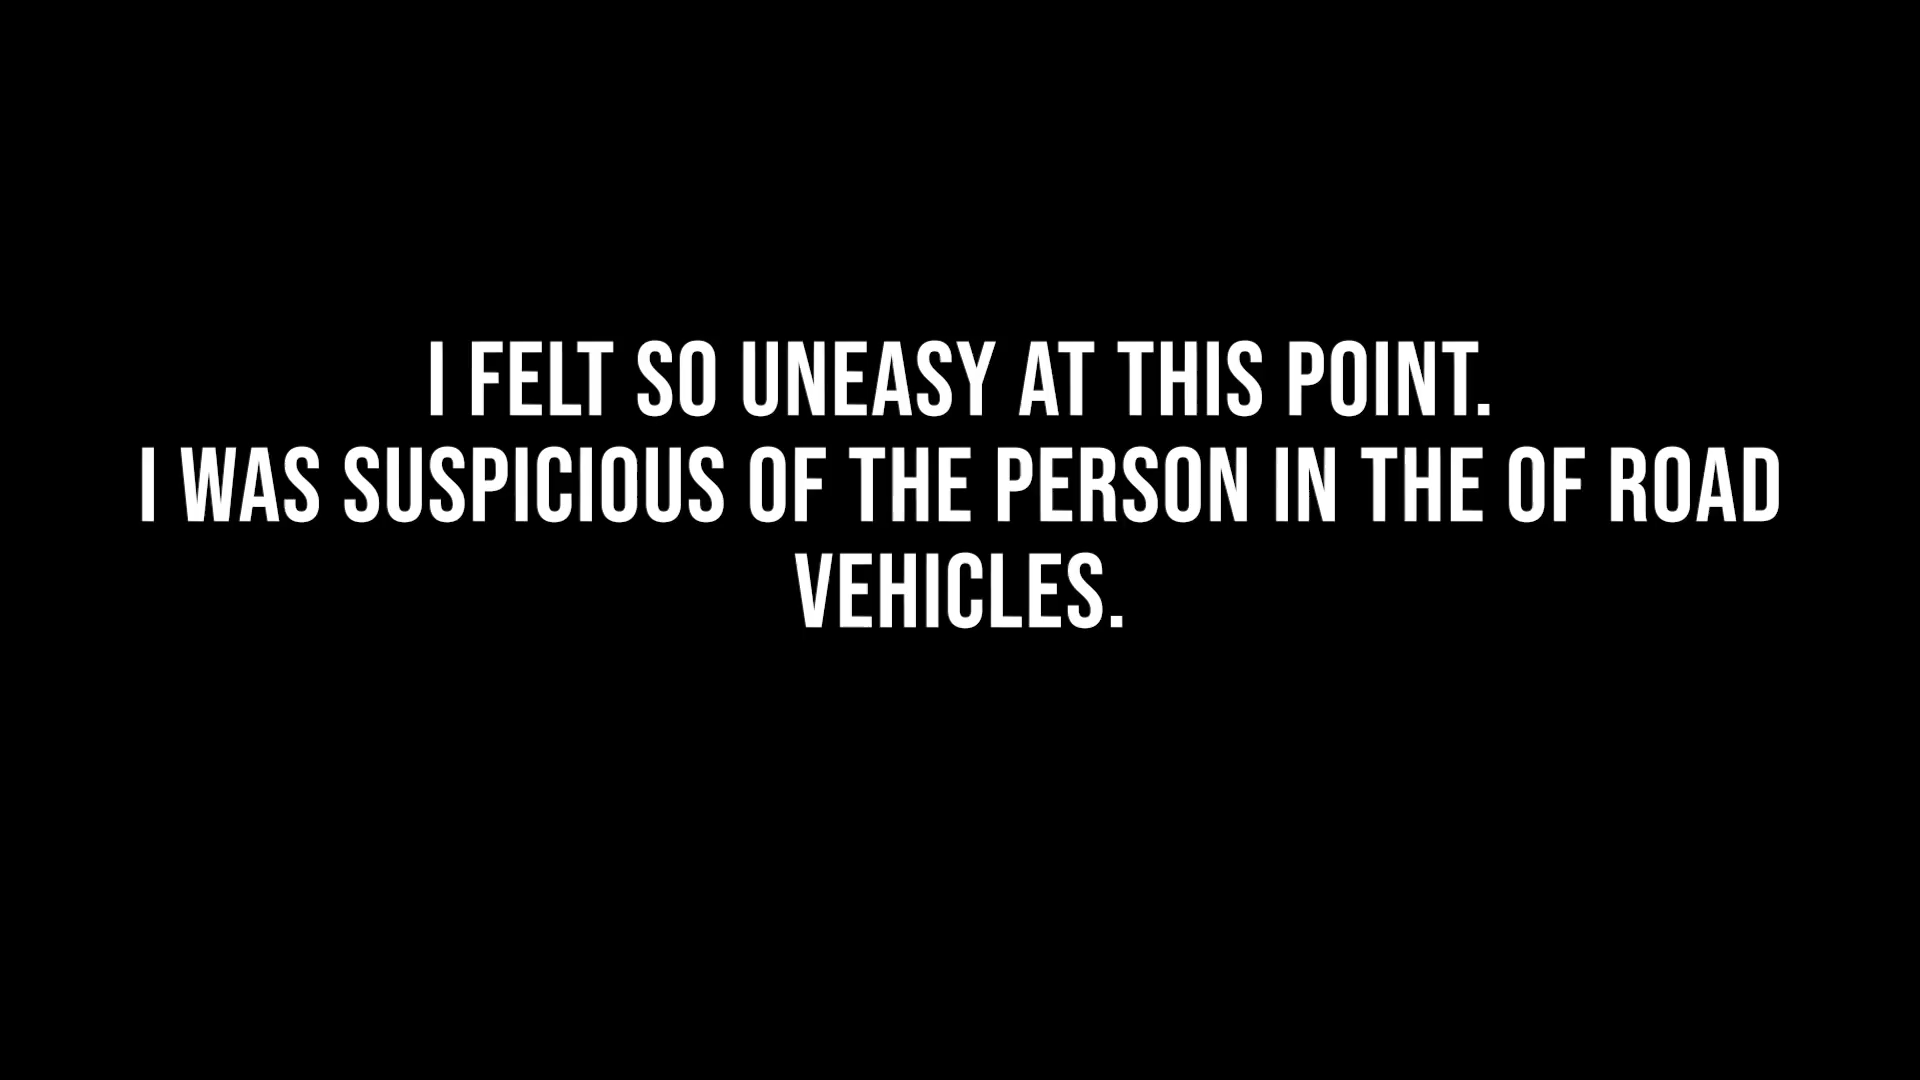 I FELT SO UNEASY AT THIS POINT.
I WAS SUSPICIOUS OF THE PERSON IN THE OF ROAD
VEHICLES.